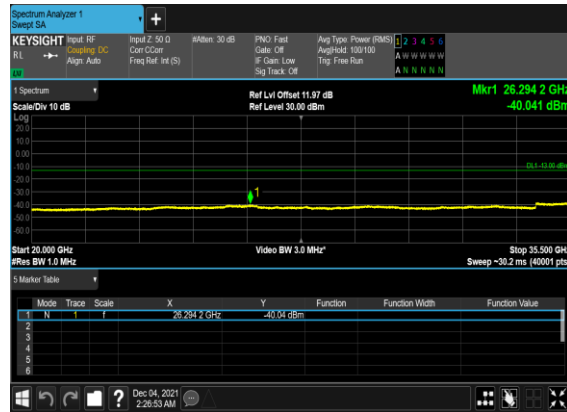 Spectrum Analyzer 1
Swept SA
+
KEYSIGHT Input: RF Input Z: 50 Ω #Atten: 30 dB PNO: Fast Avg Type: Power (RMS) 1 2 3 4 5 6
RL Coupling: DC Corr CCorr Gate: Off Avg|Hold: 100/100 A W W W W W
Align: Auto Freq Ref: Int (S) IF Gain: Low Trig: Free Run
Sig Track: Off A N N N N N
1 Spectrum Ref Lvl Offset 11.97 dB Mkr1 26.294 2 GHz
Scale/Div 10 dB Ref Level 30.00 dBm -40.041 dBm
Log
20.0
10.0
0.00
-10.0 DL1 -13.00 dBm
-20.0
-30.0 1
-40.0
-50.0
-60.0
Start 20.000 GHz Video BW 3.0 MHz* Stop 35.500 GHz
#Res BW 1.0 MHz Sweep ~30.2 ms (40001 pts)
5 Marker Table
Mode Trace Scale X Y Function Function Width Function Value
1 N 1 f 26.294 2 GHz -40.04 dBm
2
3
4
5
6
? Dec 04, 2021
2:26:53 AM